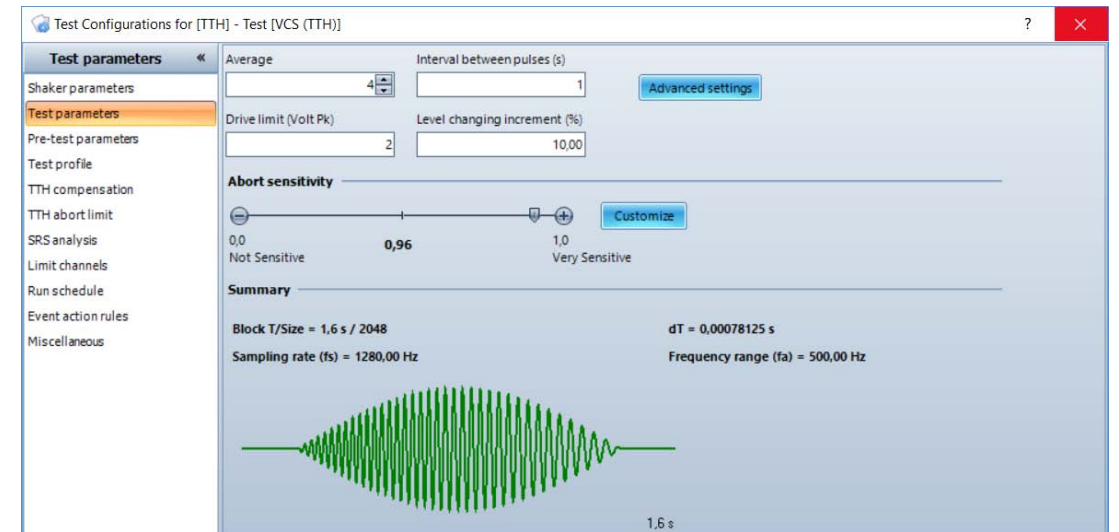 Test Configurations for [TTH] - Test [VCS (TTH)]
?
Test parameters
Shaker parameters
Test parameters
Pre-test parameters
Test profile
TTH compensation
TTH abort limit
SRS analysis
Limit channels
Run schedule
Event action rules
Miscellaneous
Average
Interval between pulses (s)
4
1
Advanced settings
Drive limit (Volt Pk)
Level changing increment (%)
2
10,00
Abort sensitivity
Customize
0,0
0,96
1,0
Not Sensitive
Very Sensitive
Summary
Block T/Size = 1,6 s / 2048
dT = 0,00078125 s
Sampling rate (fs) = 1280,00 Hz
Frequency range (fa) = 500,00 Hz
1,6 s